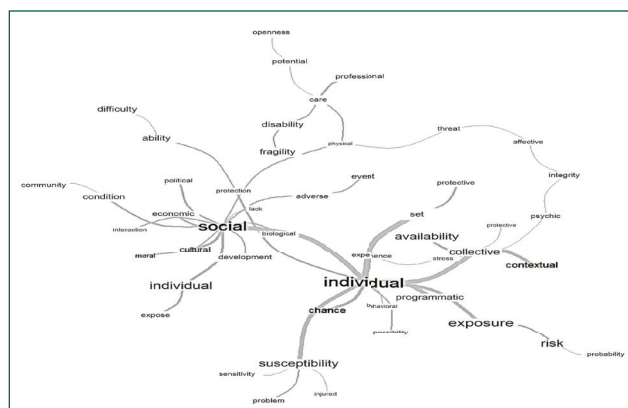 openness
potential
professional
care
difficulty
disability
ability
physical
threat
fragility
affective
event
political
community
protection
protective
integrity
condition
adverse
economic
lack
set
psychic
interaction
social
biological
protective
availability
cultural
moral
development
experience
stress
collective
contextual
individual
individual
programmatic
behavioral
expose
chance
exposure
possibility
risk
susceptibility
probability
sensitivity
problem
injured